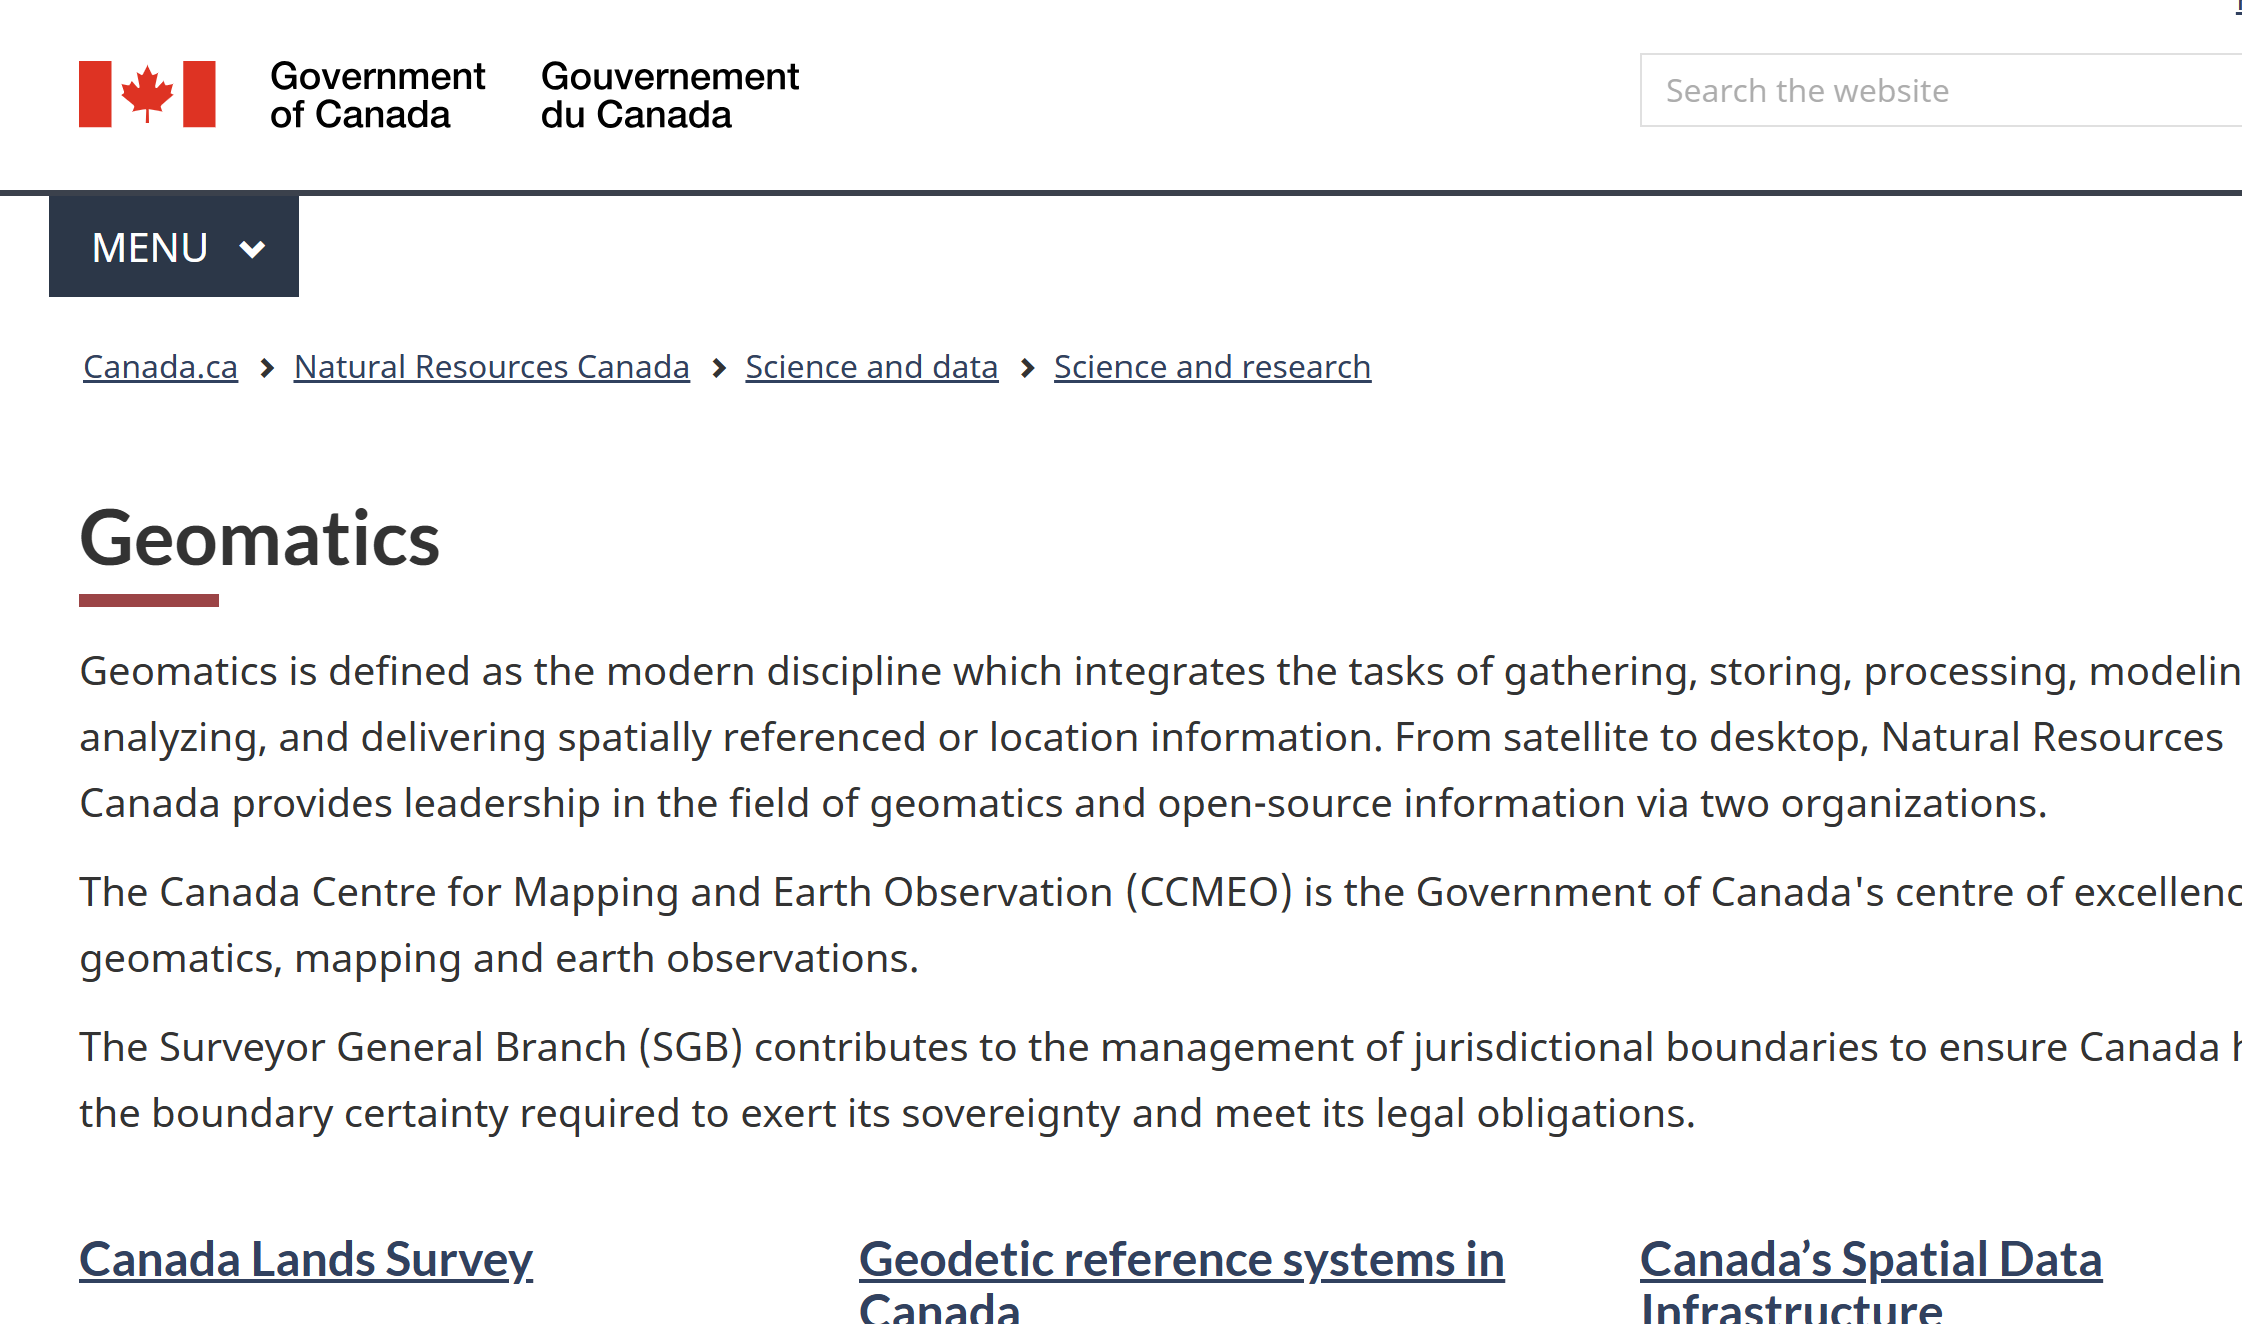 Government Gouvernement
of Canada du Canada
Search the website
MENU
Canada.ca Natural Resources Canada Science and data Science and research
Geomatics
Geomatics is defined as the modern discipline which integrates the tasks of gathering, storing, processing, modelin
analyzing, and delivering spatially referenced or location information. From satellite to desktop, Natural Resources
Canada provides leadership in the field of geomatics and open-source information via two organizations.
The Canada Centre for Mapping and Earth Observation (CCMEO) is the Government of Canada's centre of excellenc
geomatics, mapping and earth observations.
The Surveyor General Branch (SGB) contributes to the management of jurisdictional boundaries to ensure Canada
the boundary certainty required to exert its sovereignty and meet its legal obligations.
Canada Lands Survey
Geodetic reference systems in
Canada
Canada’s Spatial Data
Infrastructure